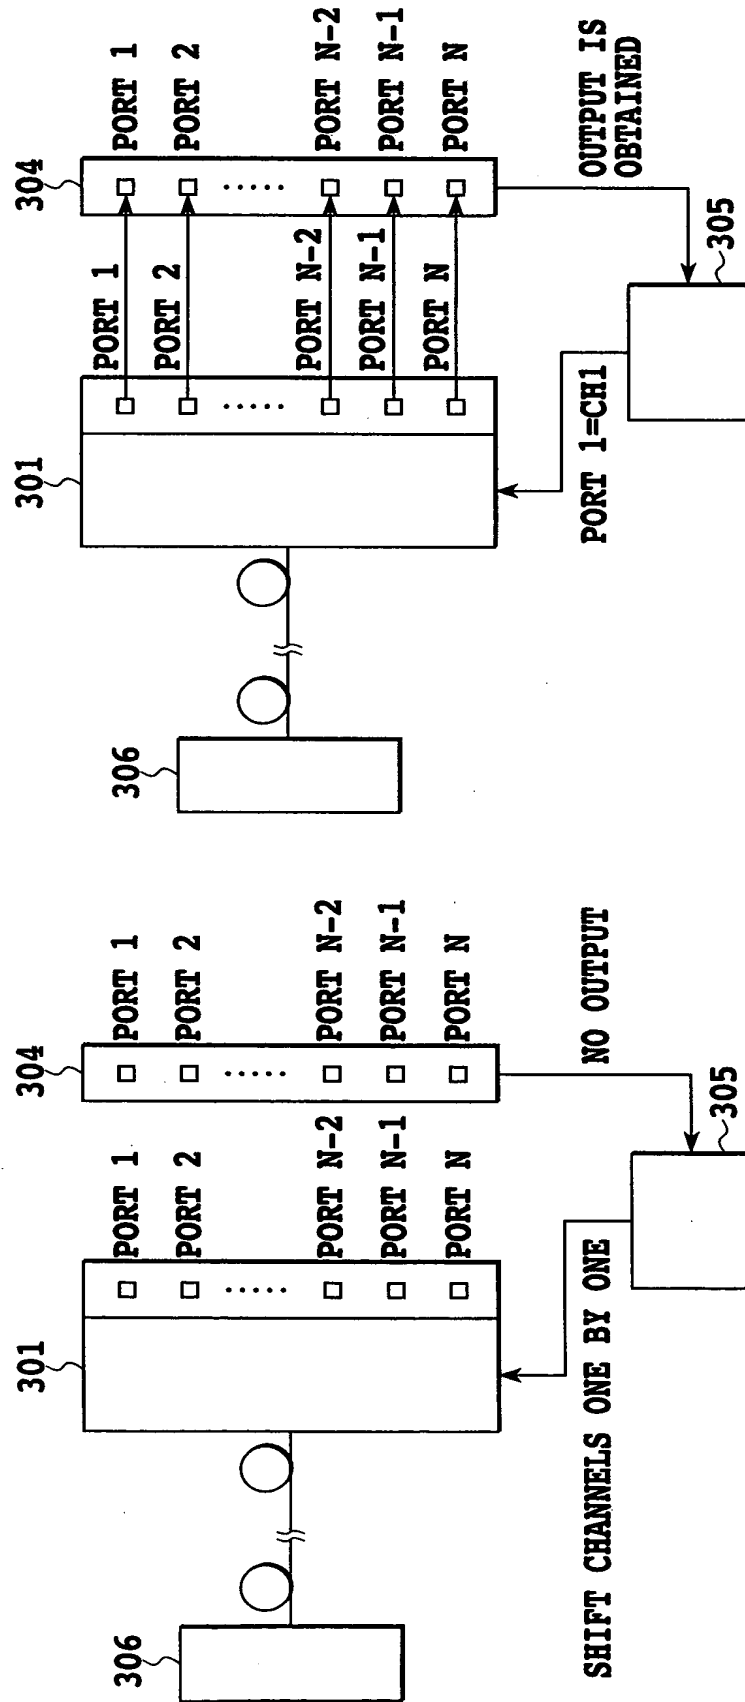 306
301
PORT 1
PORT 2
.....
PORT N-2
PORT N-1
PORT N
304
PORT 1
PORT 2
.....
PORT N-2
PORT N-1
PORT N
SHIFT CHANNELS ONE BY ONE
NO OUTPUT
305
306
301
PORT 1
PORT 2
.....
PORT N-2
PORT N-1
PORT N
304
PORT 1
PORT 2
.....
PORT N-2
PORT N-1
PORT N
PORT 1=CH1
OUTPUT IS
OBTAINED
305